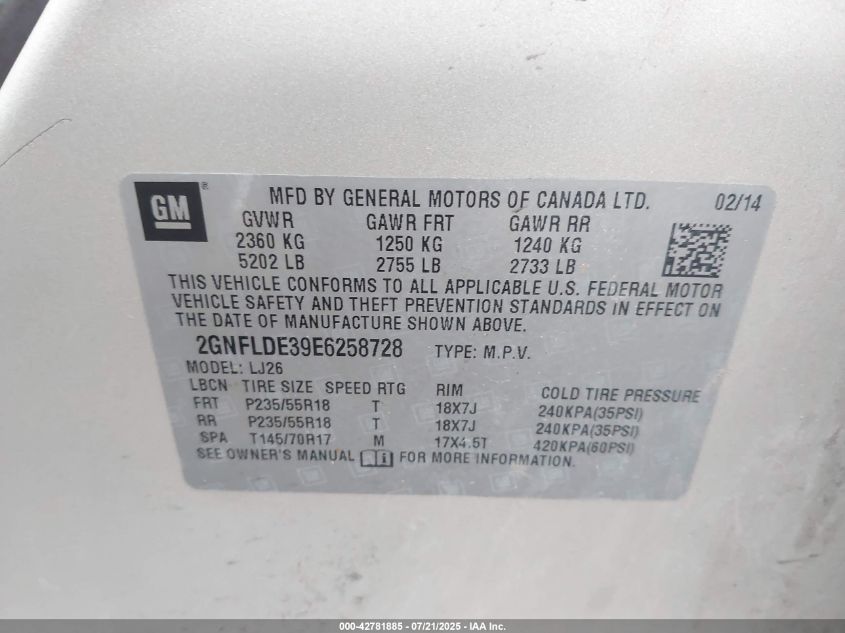 GM ® MFD BY GENERAL MOTORS OF CANADA LTD. 02/14
GVWR GAWR FRT GAWR RR
2360 KG 1250 KG 1240 KG
5202 LB 2755 LB 2733 LB
THIS VEHICLE CONFORMS TO ALL APPLICABLE U.S. FEDERAL MOTOR
VEHICLE SAFETY AND THEFT PREVENTION STANDARDS IN EFFECT ON
THE DATE OF MANUFACTURE SHOWN ABOVE.
2GNFLDE39E6258728 TYPE: M.P.V.
MODEL: LJ26
LBCN TIRE SIZE SPEED RTG RIM COLD TIRE PRESSURE
FRT P235/55R18 T 18X7J 240KPA(35PSI)
RR P235/55R18 T 18X7J 240KPA(35PSI)
SPA T145/70R17 M 17X4.5T 420KPA(60PSI)
SEE OWNER'S MANUAL FOR MORE INFORMATION.
000-42781885 - 07/21/2025 - IAA Inc.